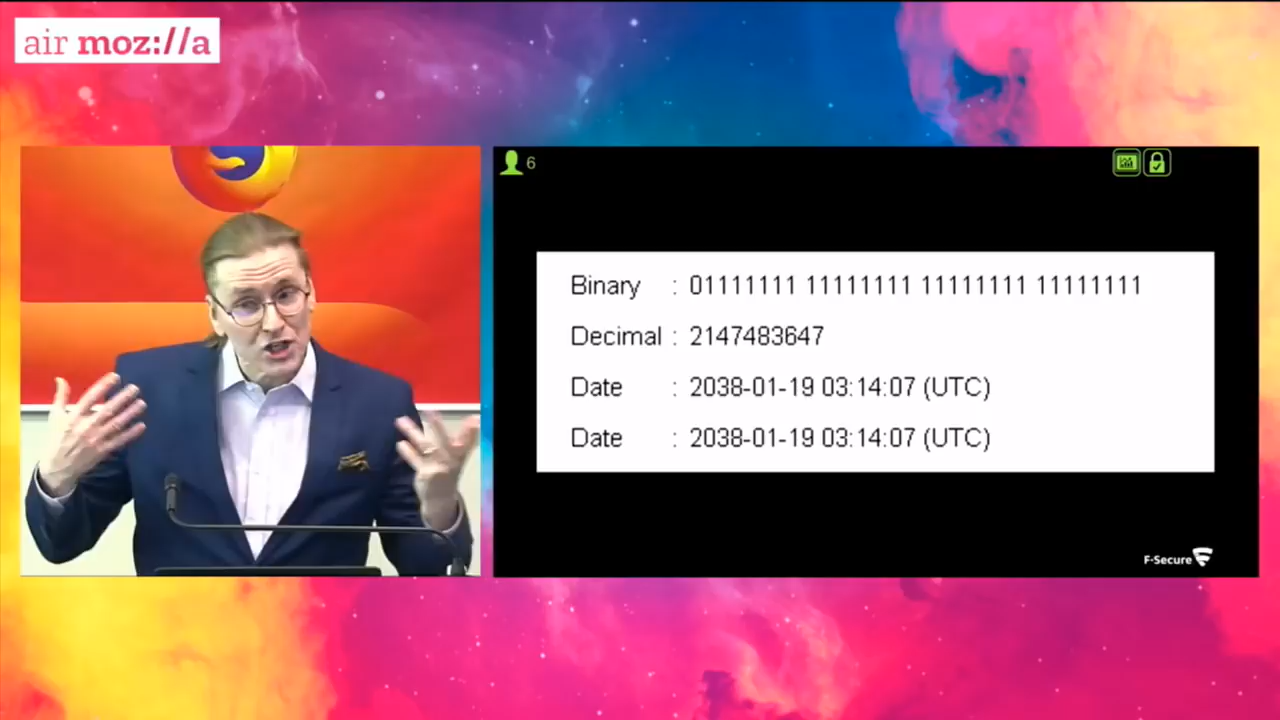 air moz://a
6
Binary : 01111111 11111111 11111111 11111111
Decimal : 2147483647
Date : 2038-01-19 03:14:07 (UTC)
Date : 2038-01-19 03:14:07 (UTC)
F-Secure